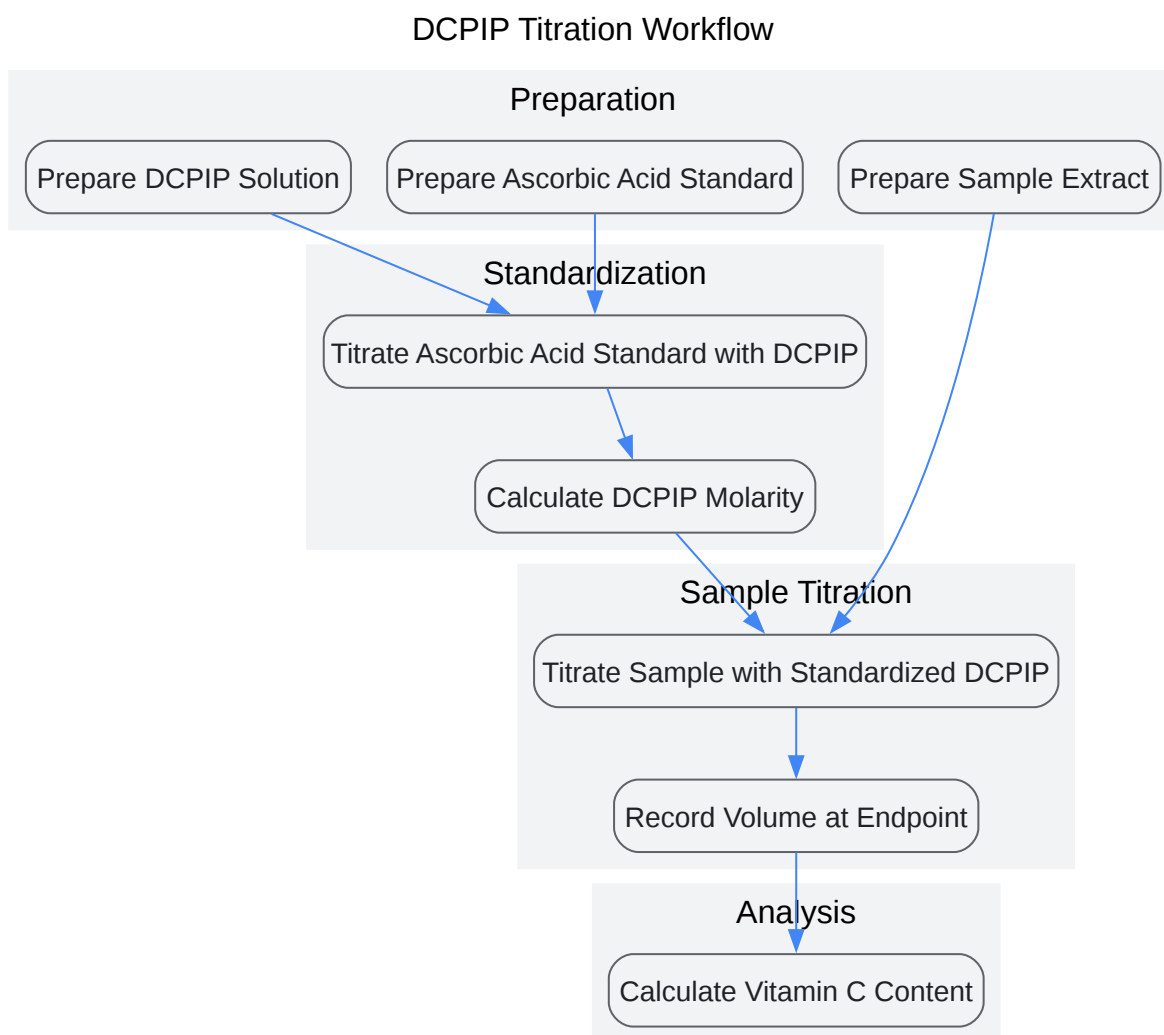 DCPIP Titration Workflow
Preparation
Prepare DCPIP Solution
Prepare Ascorbic Acid Standard
Prepare Sample Extract
Standardization
Titrate Ascorbic Acid Standard with DCPIP
Calculate DCPIP Molarity
Sample Titration
Titrate Sample with Standardized DCPIP
Record Volume at Endpoint
Analysis
Calculate Vitamin C Content